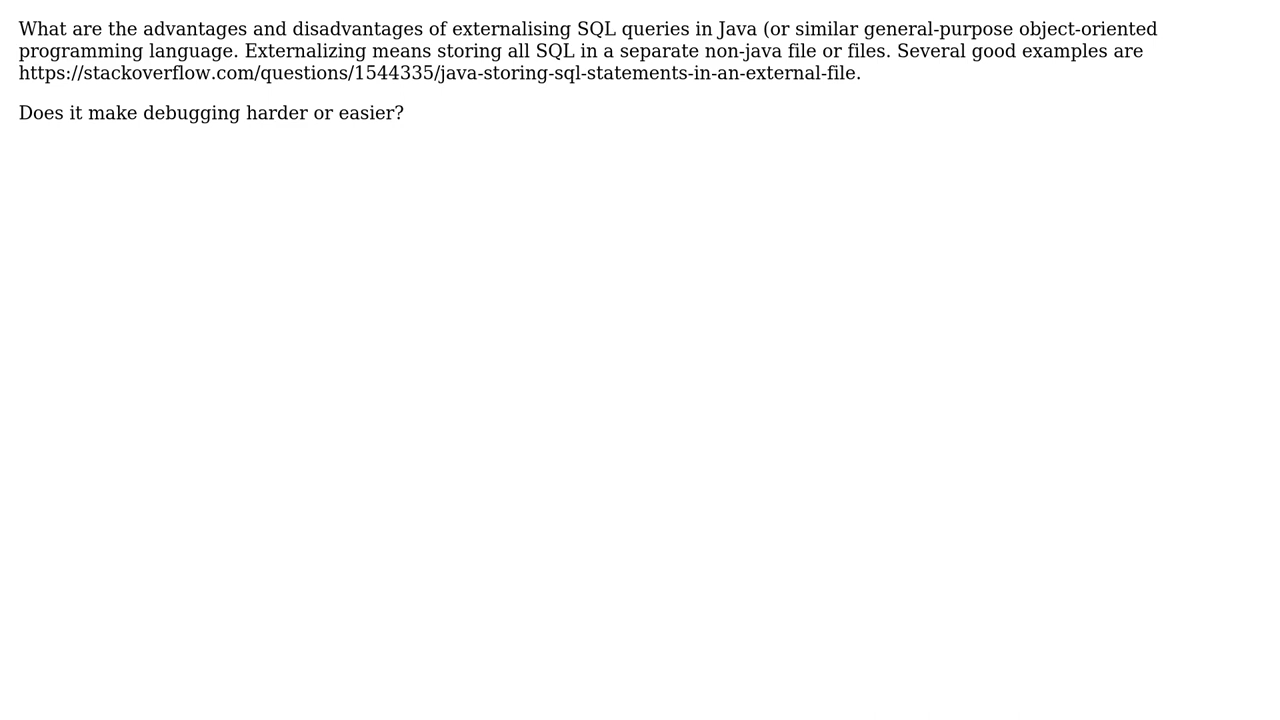 What are the advantages and disadvantages of externalising SQL queries in Java (or similar general-purpose object-oriented
programming language. Externalizing means storing all SQL in a separate non-java file or files. Several good examples are
https://stackoverflow.com/questions/1544335/java-storing-sql-statements-in-an-external-file.
Does it make debugging harder or easier?